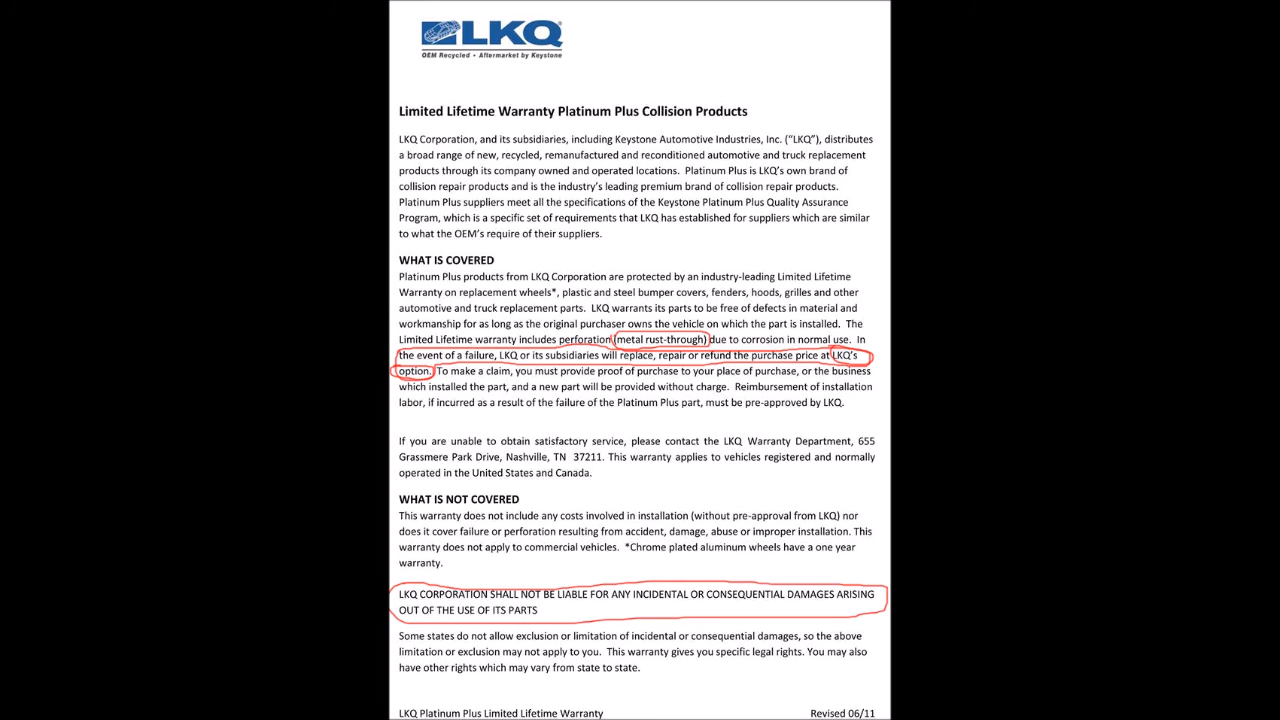 LKQ
OEM Recycled • Aftermarket by Keystone
Limited Lifetime Warranty Platinum Plus Collision Products
LKQ Corporation, and its subsidiaries, including Keystone Automotive Industries, Inc. (“LKQ”), distributes
a broad range of new, recycled, remanufactured and reconditioned automotive and truck replacement
products through its company owned and operated locations. Platinum Plus is LKQ’s own brand of
collision repair products and is the industry’s leading premium brand of collision repair products.
Platinum Plus suppliers meet all the specifications of the Keystone Platinum Plus Quality Assurance
Program, which is a specific set of requirements that LKQ has established for suppliers which are similar
to what the OEM’s require of their suppliers.
WHAT IS COVERED
Platinum Plus products from LKQ Corporation are protected by an industry-leading Limited Lifetime
Warranty on replacement wheels*, plastic and steel bumper covers, fenders, hoods, grilles and other
automotive and truck replacement parts. LKQ warrants its parts to be free of defects in material and
workmanship for as long as the original purchaser owns the vehicle on which the part is installed. The
Limited Lifetime warranty includes perforation (metal rust-through) due to corrosion in normal use. In
the event of a failure, LKQ or its subsidiaries will replace, repair or refund the purchase price at LKQ’s
option. To make a claim, you must provide proof of purchase to your place of purchase, or the business
which installed the part, and a new part will be provided without charge. Reimbursement of installation
labor, if incurred as a result of the failure of the Platinum Plus part, must be pre-approved by LKQ.
If you are unable to obtain satisfactory service, please contact the LKQ Warranty Department, 655
Grassmere Park Drive, Nashville, TN 37211. This warranty applies to vehicles registered and normally
operated in the United States and Canada.
WHAT IS NOT COVERED
This warranty does not include any costs involved in installation (without pre-approval from LKQ) nor
does it cover failure or perforation resulting from accident, damage, abuse or improper installation. This
warranty does not apply to commercial vehicles. *Chrome plated aluminum wheels have a one year
warranty.
LKQ CORPORATION SHALL NOT BE LIABLE FOR ANY INCIDENTAL OR CONSEQUENTIAL DAMAGES ARISING
OUT OF THE USE OF ITS PARTS
Some states do not allow exclusion or limitation of incidental or consequential damages, so the above
limitation or exclusion may not apply to you. This warranty gives you specific legal rights. You may also
have other rights which may vary from state to state.
LKQ Platinum Plus Limited Lifetime Warranty Revised 06/11